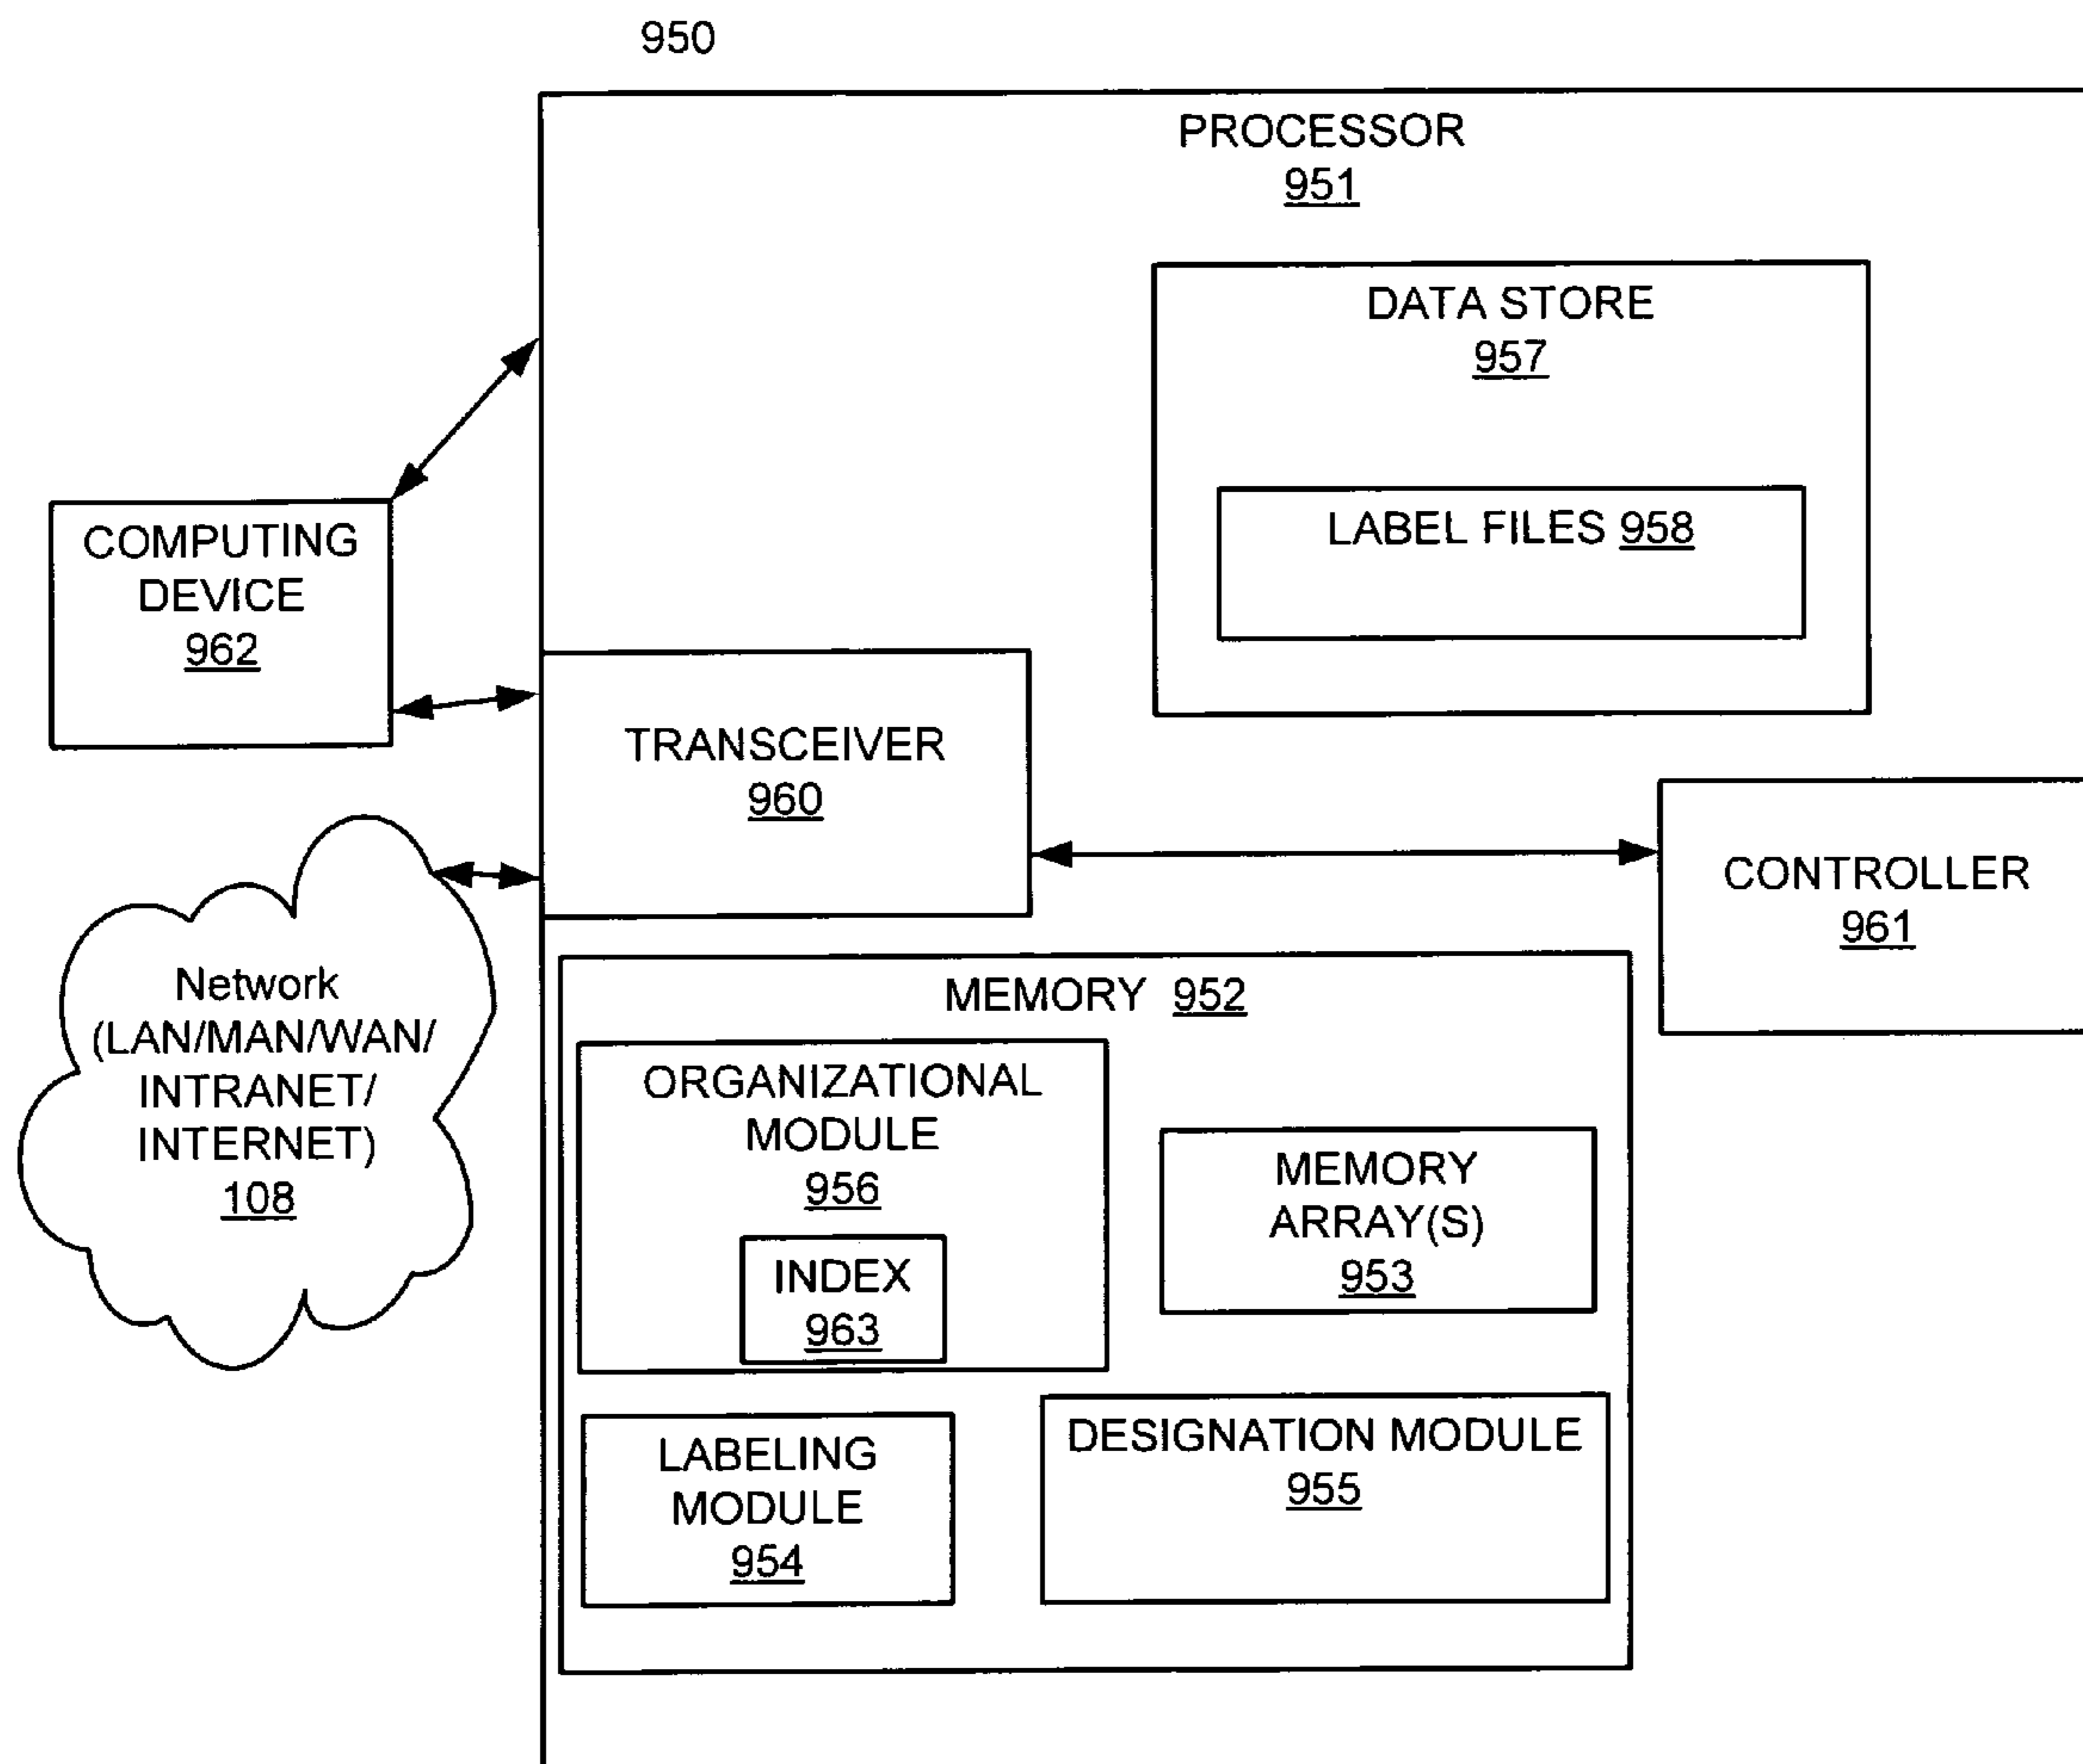 950
PROCESSOR
951
DATA STORE
957
LABEL FILES 958
COMPUTING
DEVICE
962
TRANSCEIVER
960
CONTROLLER
961
Network
(LAN/MAN/WAN/
INTRANET/
INTERNET)
108
MEMORY 952
ORGANIZATIONAL
MODULE
956
INDEX
963
MEMORY
ARRAY(S)
953
LABELING
MODULE
954
DESIGNATION MODULE
955